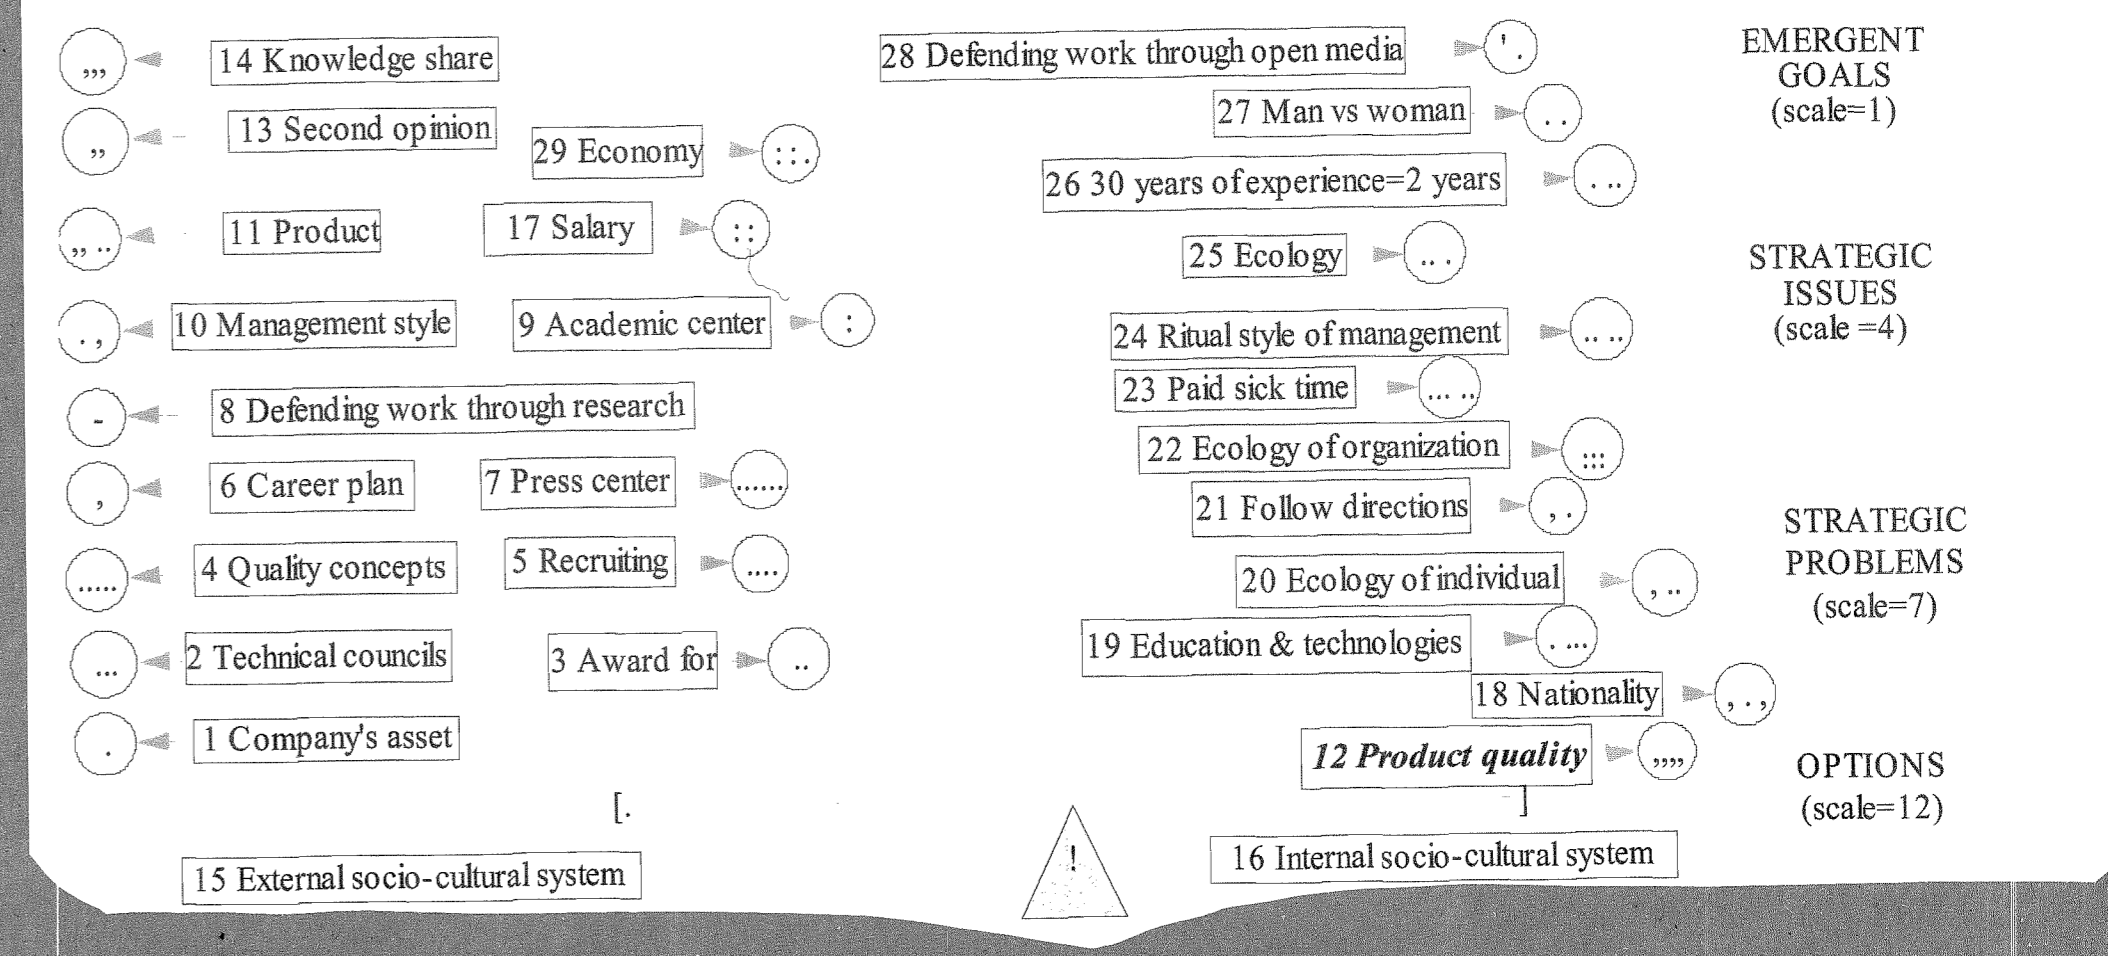 ,,,
14 Knowledge share
28 Defending work through open media
' .
EMERGENT
GOALS
(scale=1)
,,
13 Second opinion
29 Economy
: : .
27 Man vs woman
. .
26 30 years of experience=2 years
. ..
,, ..
11 Product
17 Salary
: :
25 Ecology
.. .
STRATEGIC
ISSUES
(scale =4)
. ,
10 Management style
9 Academic center
:
24 Ritual style of management
.. ..
23 Paid sick time
... ..
-
8 Defending work through research
22 Ecology of organization
:::
,
6 Career plan
7 Press center
......
21 Follow directions
, .
STRATEGIC
PROBLEMS
(scale=7)
.....
4 Quality concepts
5 Recruiting
....
20 Ecology of individual
, ..
19 Education & technologies
. ...
...
2 Technical councils
3 Award for
..
18 Nationality
, . ,
.
1 Company's asset
12 Product quality
,,,,
OPTIONS
(scale=12)
[.
]
!
15 External socio-cultural system
16 Internal socio-cultural system